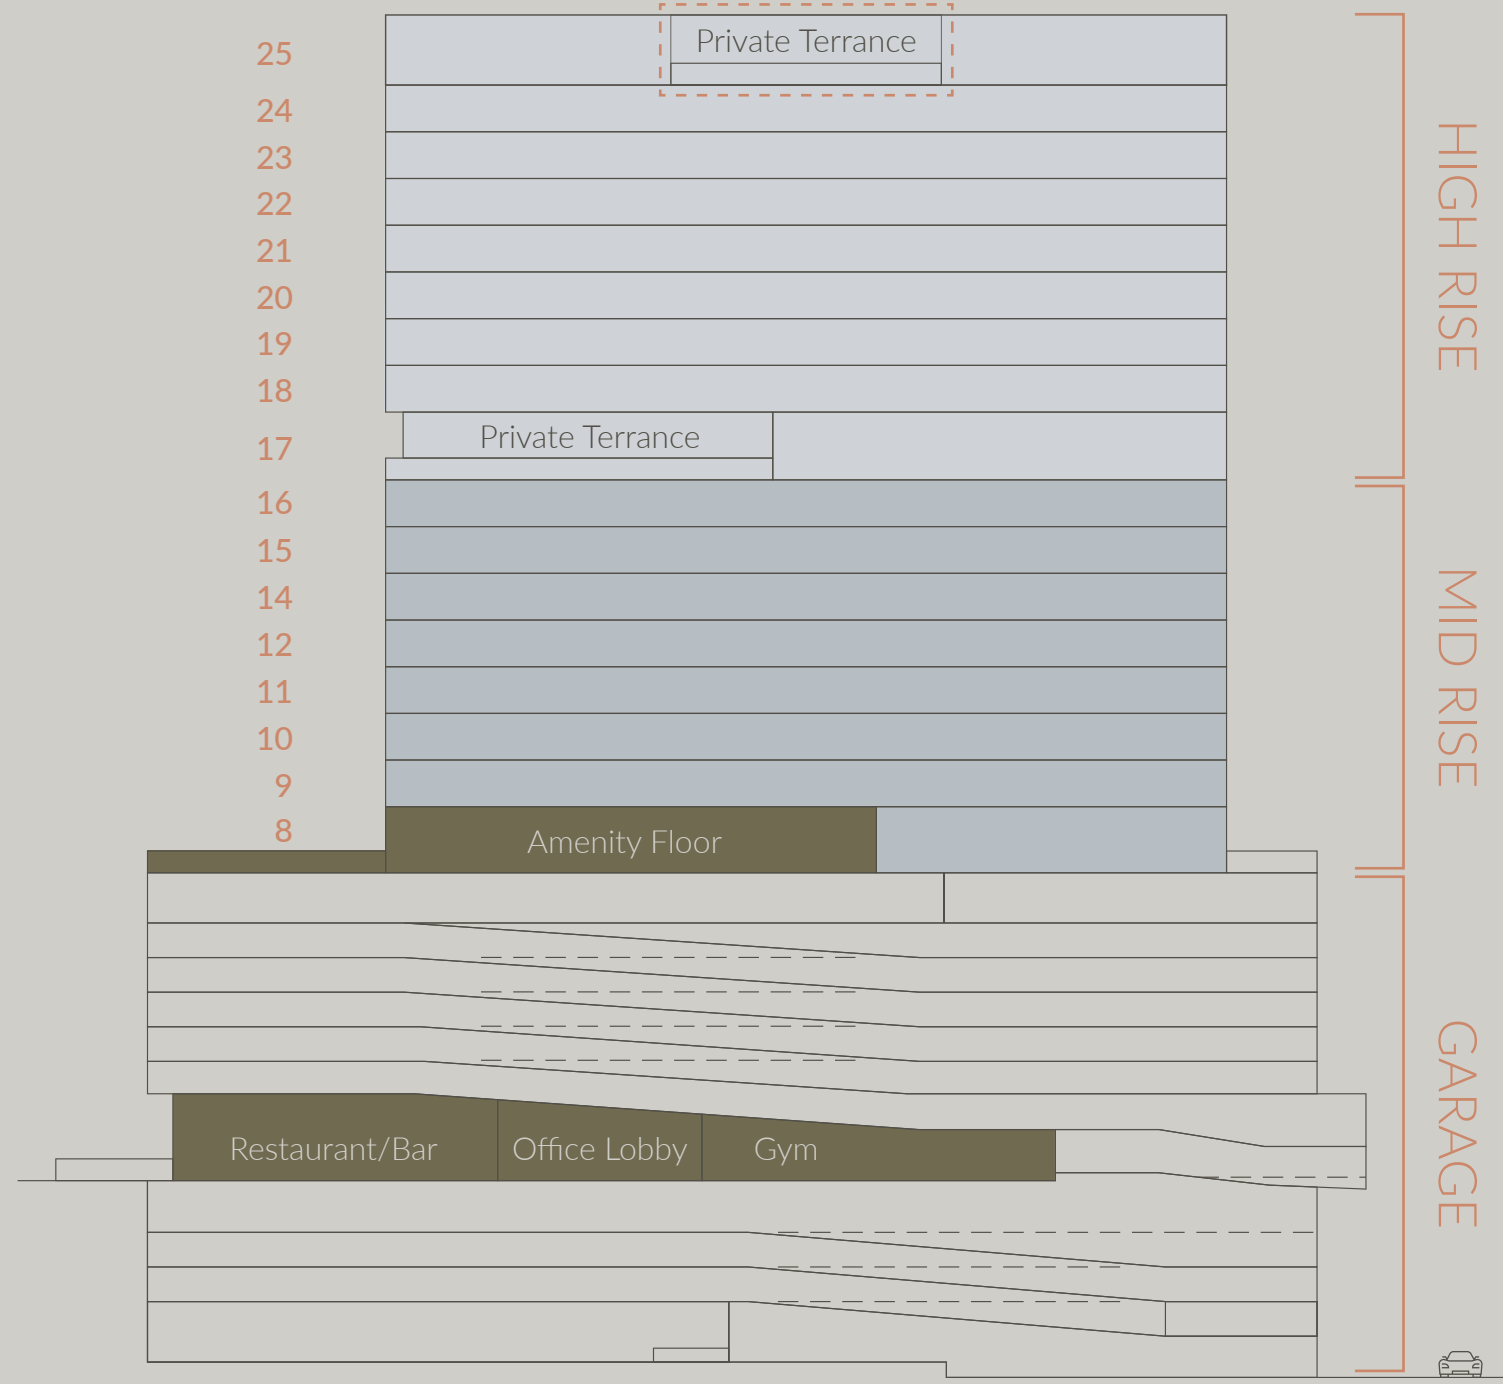 25
Private Terrance
24
23
22
21
20
19
18
17
Private Terrance
16
15
14
12
11
10
9
8
Amenity Floor
Restaurant/Bar
Office Lobby
Gym
HIGH RISE
MID RISE
GARAGE